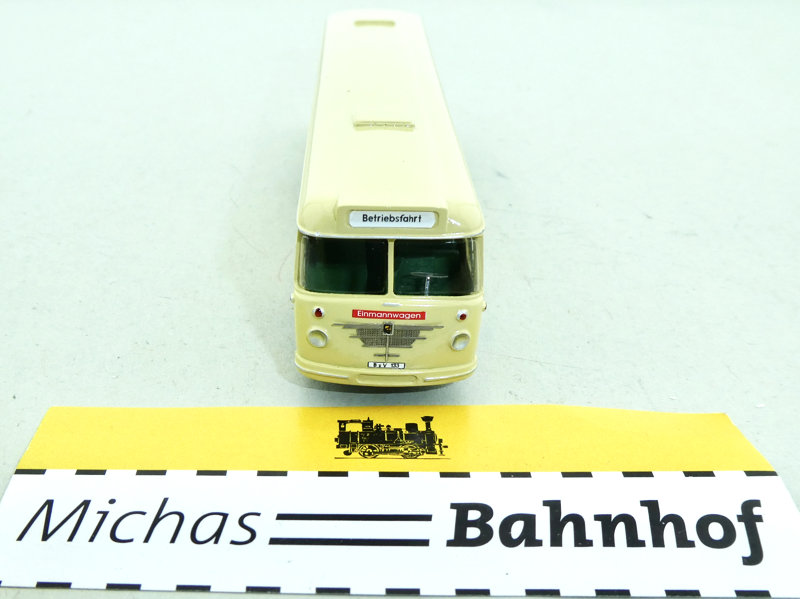 Betriebsfahrt
Einmannwagen
Michas Bahnhof